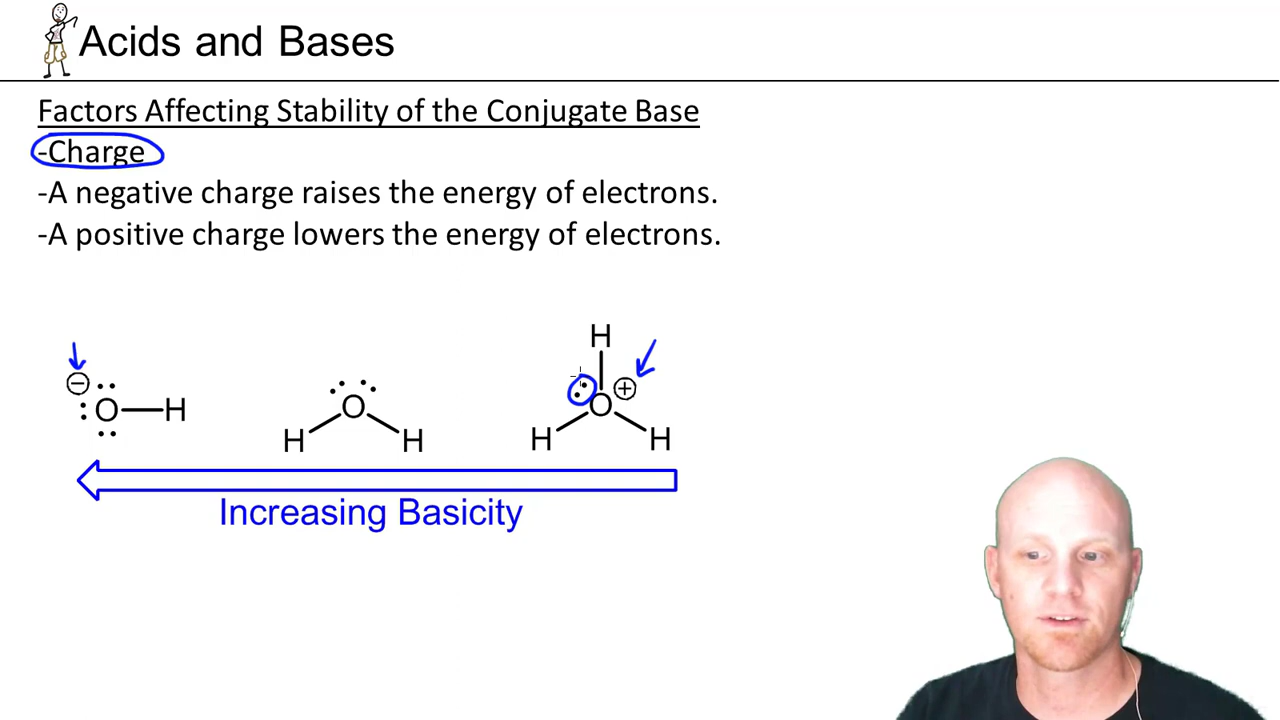 Acids and Bases
Factors Affecting Stability of the Conjugate Base
-Charge
-A negative charge raises the energy of electrons.
-A positive charge lowers the energy of electrons.
H
⊖ O H O O ⊕
H H H H
Increasing Basicity